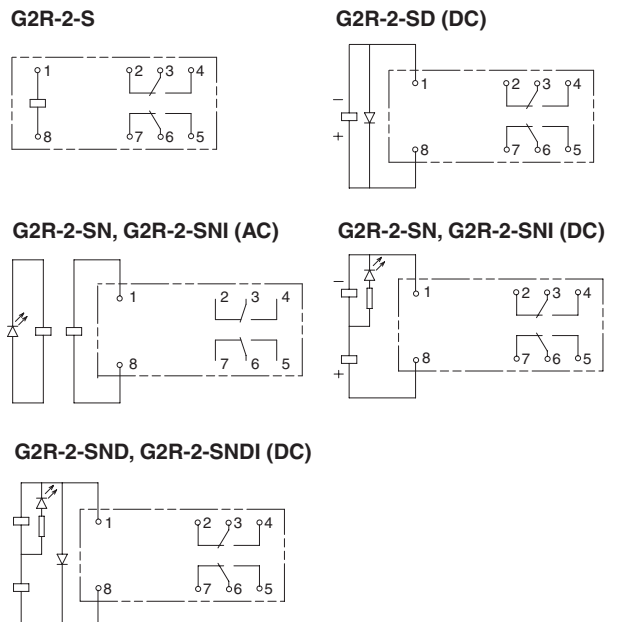 G2R-2-S
1 2 3 4
8 7 6 5
G2R-2-SD (DC)
1 2 3 4
−
+
8 7 6 5
G2R-2-SN, G2R-2-SNI (AC)
1 2 3 4
8 7 6 5
G2R-2-SN, G2R-2-SNI (DC)
−
1 2 3 4
8 7 6 5
+
G2R-2-SND, G2R-2-SNDI (DC)
1 2 3 4
8 7 6 5